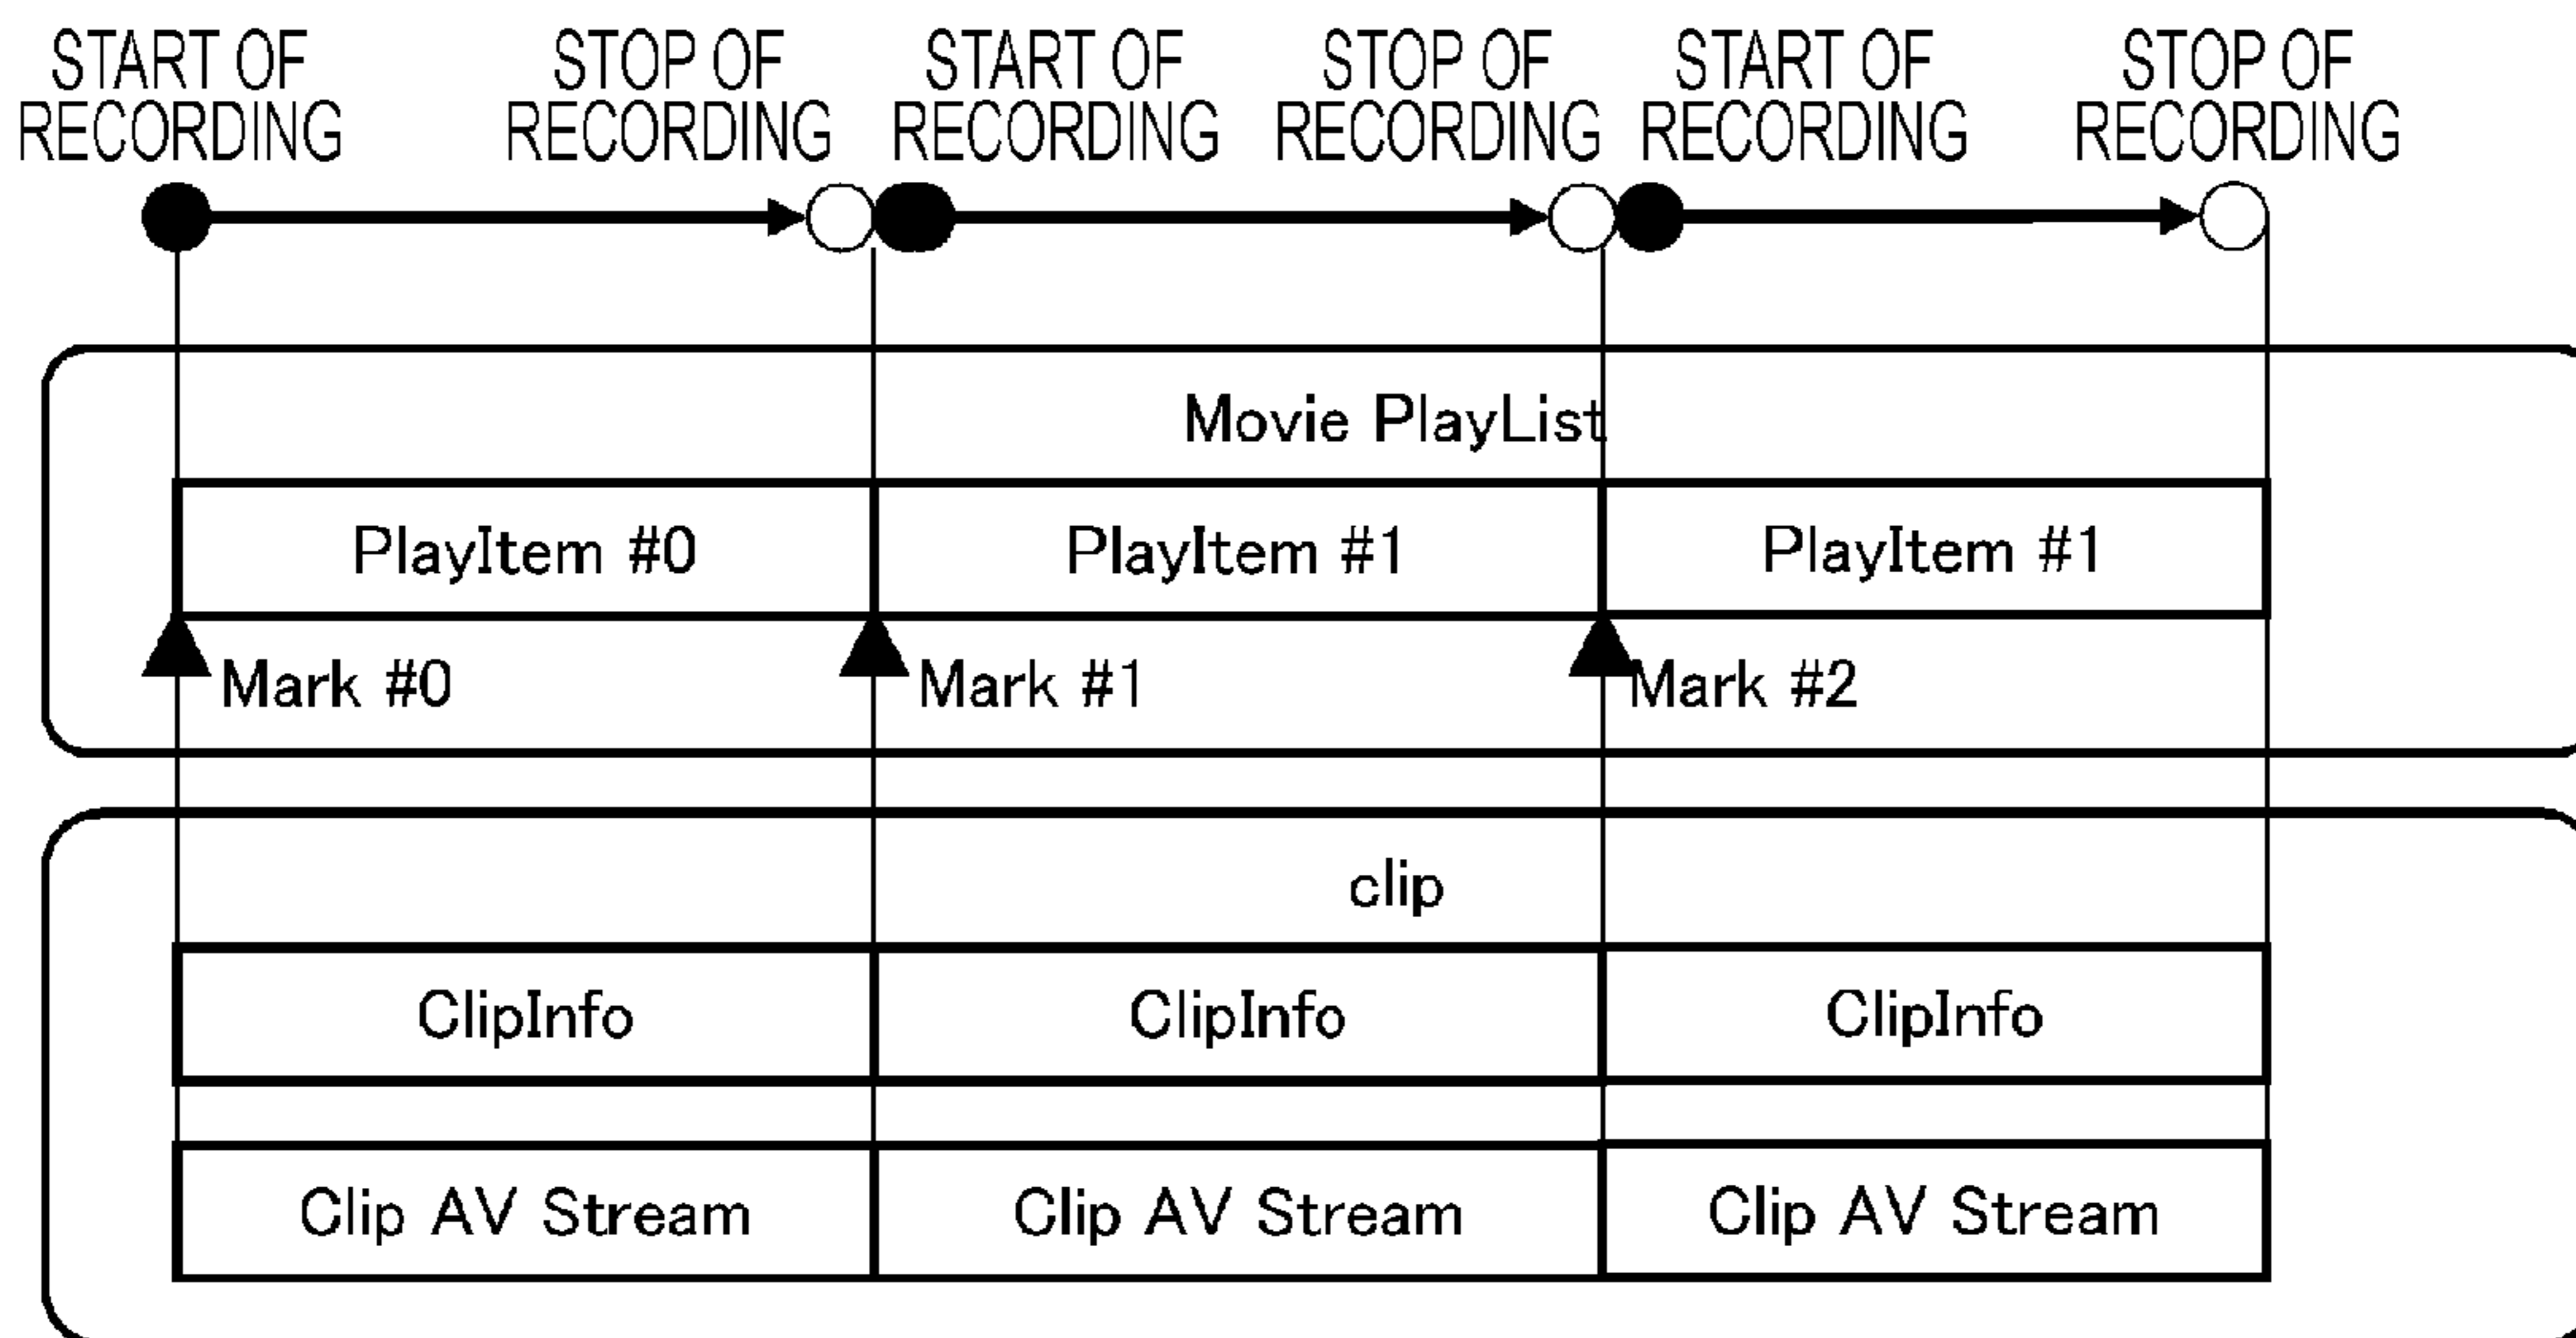 START OF RECORDING
STOP OF RECORDING
START OF RECORDING
STOP OF RECORDING
START OF RECORDING
STOP OF RECORDING
Movie PlayList
PlayItem #0
PlayItem #1
PlayItem #1
Mark #0
Mark #1
Mark #2
clip
ClipInfo
ClipInfo
ClipInfo
Clip AV Stream
Clip AV Stream
Clip AV Stream